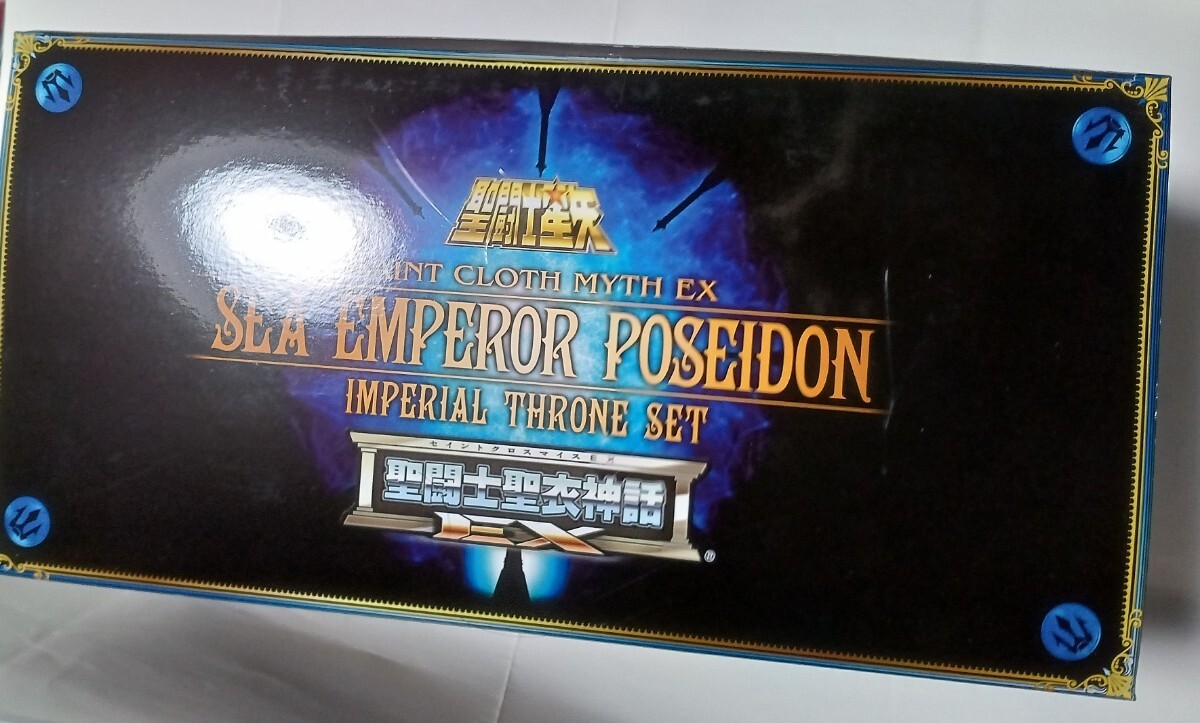 聖闘士星矢
SAINT CLOTH MYTH EX
SEA EMPEROR POSEIDON
IMPERIAL THRONE SET
セイントクロスマイスEX
聖闘士聖衣神話
EX
®